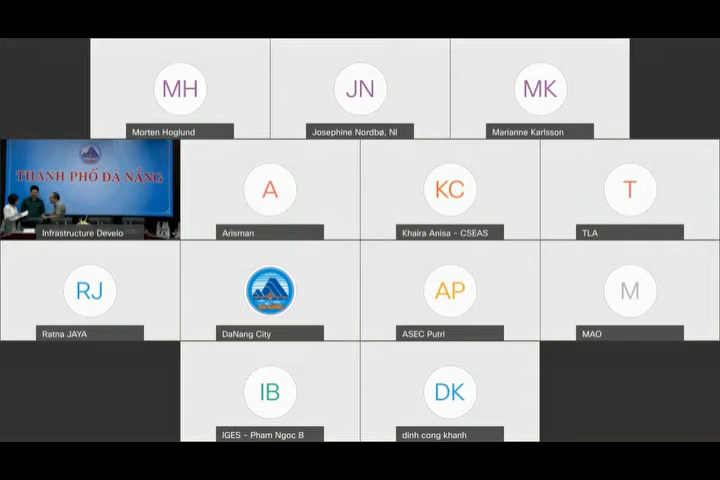 MH
Morten Hoglund
JN
Josephine Nordbø, NI
MK
Marianne Karlsson
THÀNH PHỐ ĐÀ NẴNG
Infrastructure Develo
A
Arisman
KC
Khaira Anisa - CSEAS
T
TLA
RJ
Ratna JAYA
DaNang City
AP
ASEC Putri
M
MAO
IB
IGES - Pham Ngoc B
DK
dinh cong khanh